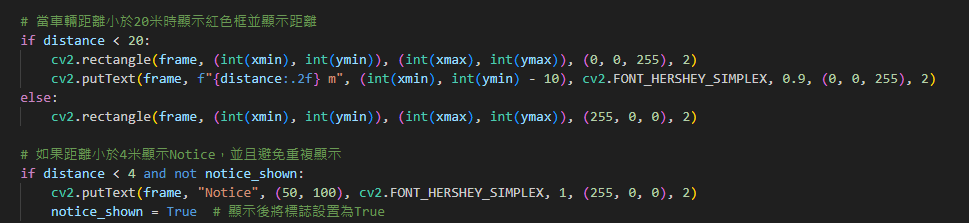 # 當車輛距離小於20米時顯示紅色框並顯示距離
if distance < 20:
    cv2.rectangle(frame, (int(xmin), int(ymin)), (int(xmax), int(ymax)), (0, 0, 255), 2)
    cv2.putText(frame, f"{distance:.2f} m", (int(xmin), int(ymin) - 10), cv2.FONT_HERSHEY_SIMPLEX, 0.9, (0, 0, 255), 2)
else:
    cv2.rectangle(frame, (int(xmin), int(ymin)), (int(xmax), int(ymax)), (255, 0, 0), 2)
# 如果距離小於4米顯示Notice，並且避免重複顯示
if distance < 4 and not notice_shown:
    cv2.putText(frame, "Notice", (50, 100), cv2.FONT_HERSHEY_SIMPLEX, 1, (255, 0, 0), 2)
    notice_shown = True  # 顯示後將標誌設置為True